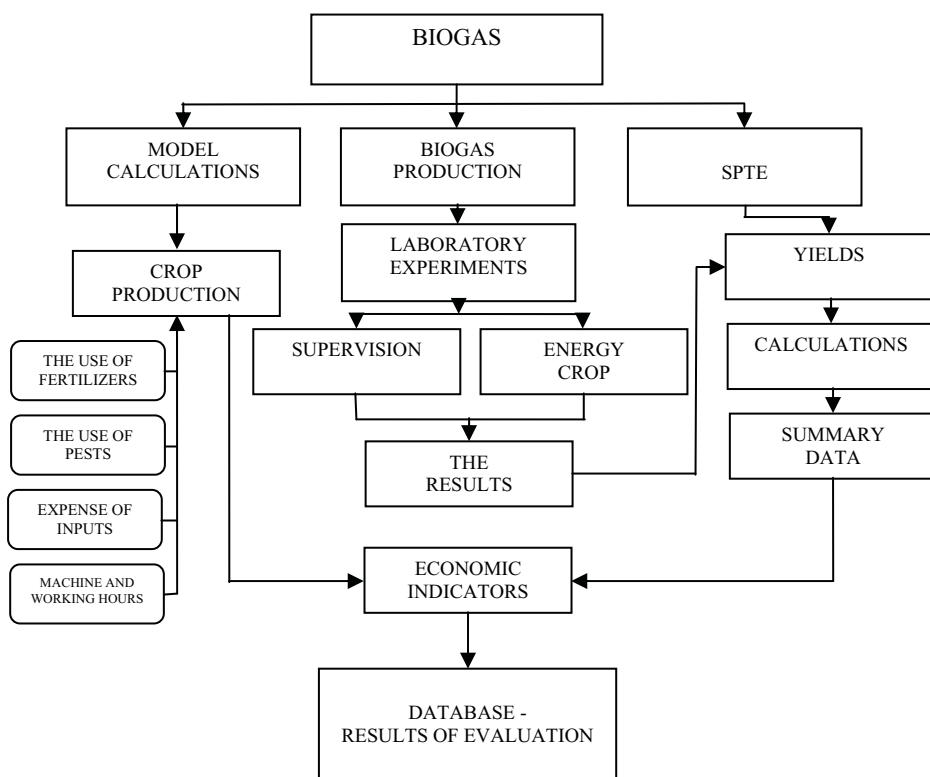 BIOGAS
MODEL
CALCULATIONS
BIOGAS
PRODUCTION
SPTE
CROP
PRODUCTION
LABORATORY
EXPERIMENTS
YIELDS
THE USE OF
FERTILIZERS
SUPERVISION
ENERGY
CROP
CALCULATIONS
THE USE OF
PESTS
THE
RESULTS
SUMMARY
DATA
EXPENSE OF
INPUTS
MACHINE AND
WORKING HOURS
ECONOMIC
INDICATORS
DATABASE -
RESULTS OF EVALUATION